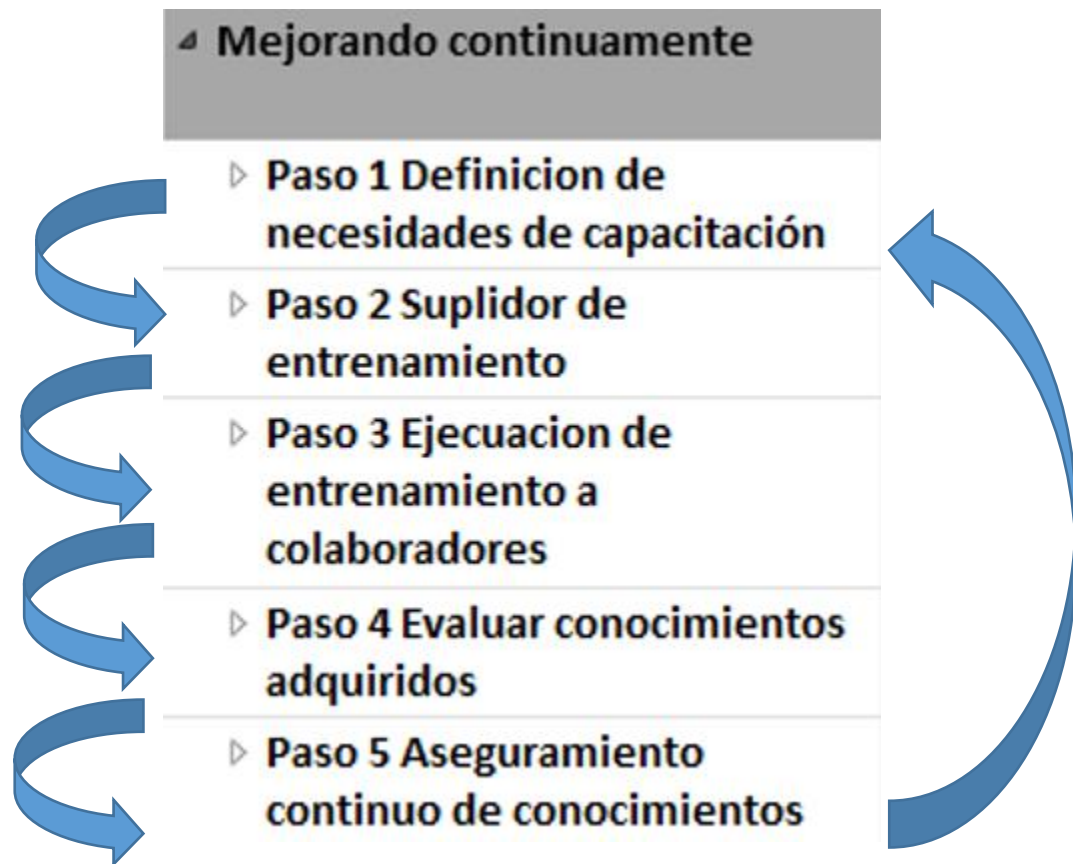 Mejorando continuamente
Paso 1 Definicion de
necesidades de capacitación
Paso 2 Suplidor de
entrenamiento
Paso 3 Ejecuacion de
entrenamiento a
colaboradores
Paso 4 Evaluar conocimientos
adquiridos
Paso 5 Aseguramiento
continuo de conocimientos